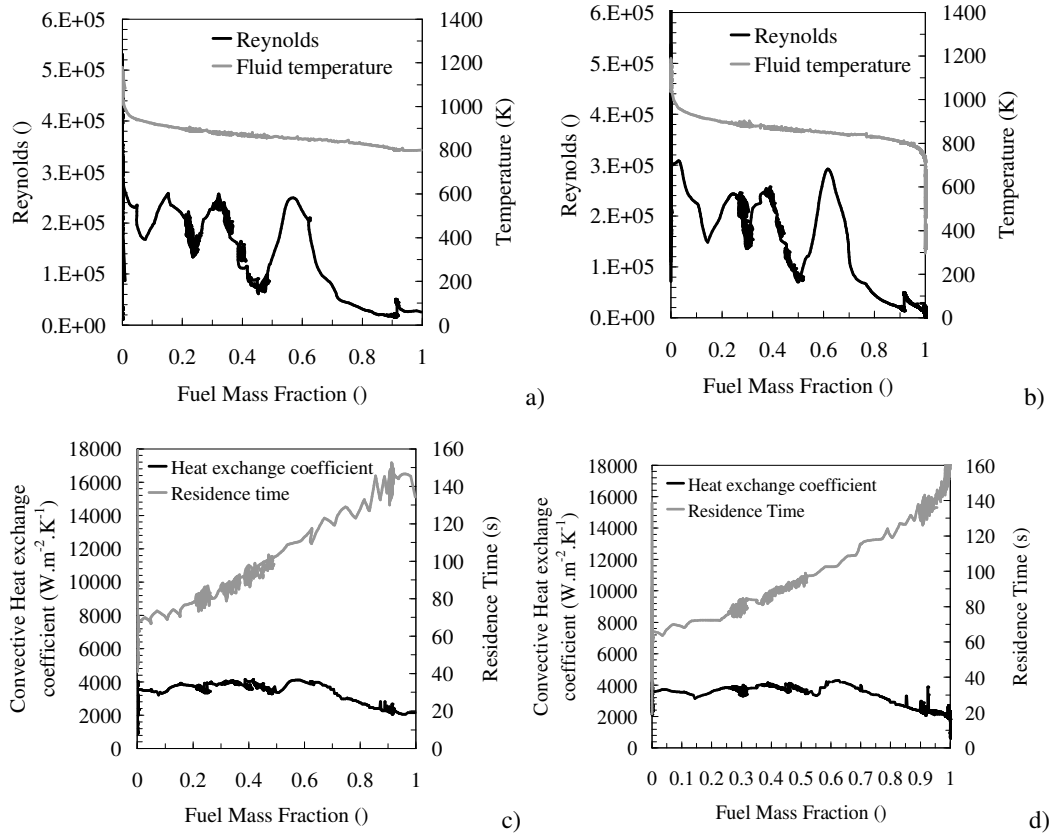 6.E+05
5.E+05
4.E+05
3.E+05
2.E+05
1.E+05
0.E+00
Reynolds ()
Reynolds
Fluid temperature
1400
1200
1000
800
600
400
200
0
Temperature (K)
0 0.2 0.4 0.6 0.8 1
Fuel Mass Fraction ()
a)
6.E+05
5.E+05
4.E+05
3.E+05
2.E+05
1.E+05
0.E+00
Reynolds ()
Reynolds
Fluid temperature
1400
1200
1000
800
600
400
200
0
Temperature (K)
0 0.2 0.4 0.6 0.8 1
Fuel Mass Fraction ()
b)
18000
16000
14000
12000
10000
8000
6000
4000
2000
0
Convective Heat exchange
coefficient (W.m⁻².K⁻¹)
Heat exchange coefficient
Residence time
160
140
120
100
80
60
40
20
0
Residence Time (s)
0 0.2 0.4 0.6 0.8 1
Fuel Mass Fraction ()
c)
18000
16000
14000
12000
10000
8000
6000
4000
2000
0
Convective Heat exchange
coefficient (W.m⁻².K⁻¹)
Heat exchange coefficient
Residence Time
160
140
120
100
80
60
40
20
0
Residence Time (s)
0 0.1 0.2 0.3 0.4 0.5 0.6 0.7 0.8 0.9 1
Fuel Mass Fraction ()
d)